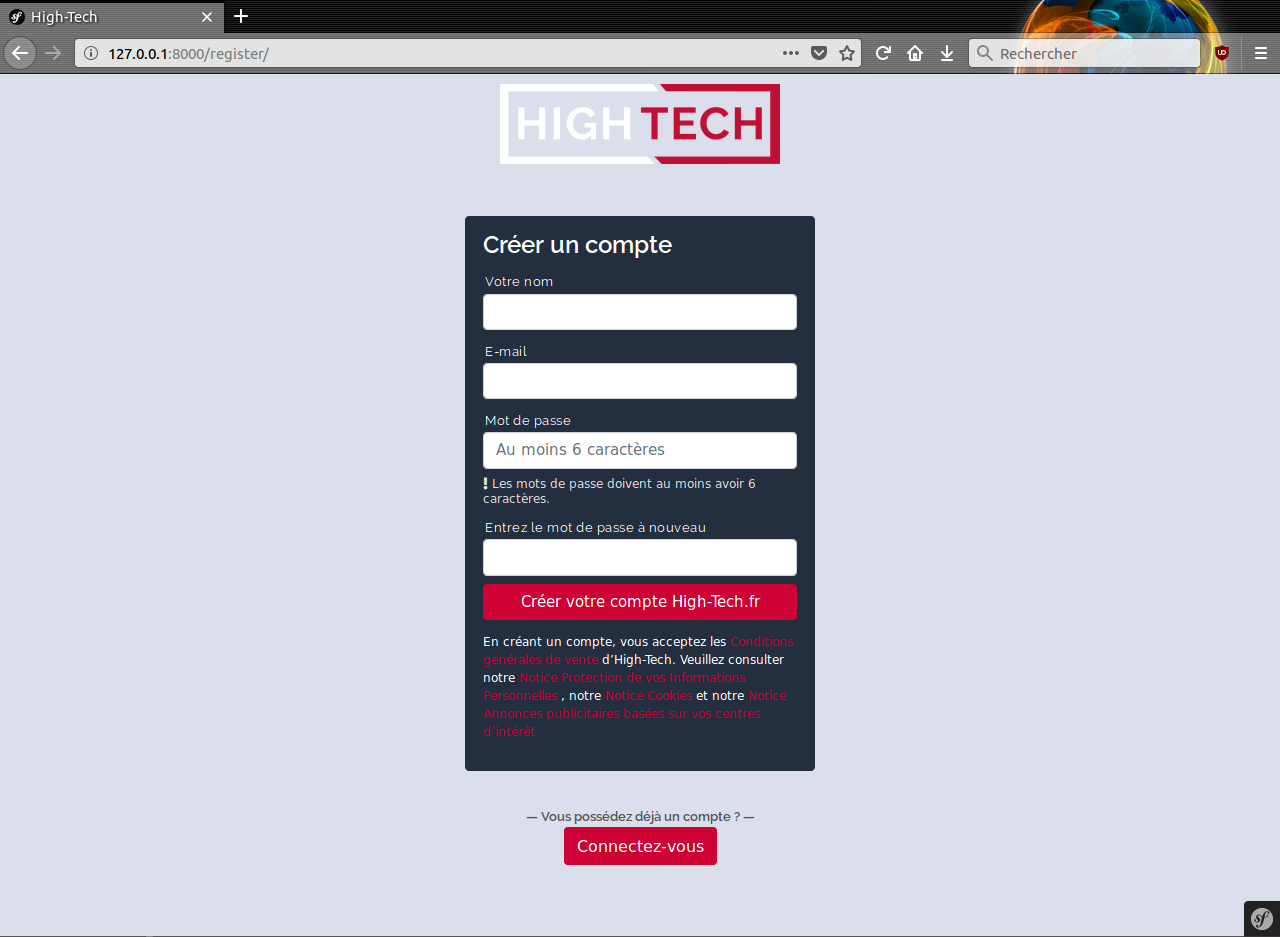 High-Tech
127.0.0.1:8000/register/
Rechercher
HIGH TECH
Créer un compte
Votre nom
E-mail
Mot de passe
Au moins 6 caractères
! Les mots de passe doivent au moins avoir 6
caractères.
Entrez le mot de passe à nouveau
Créer votre compte High-Tech.fr
En créant un compte, vous acceptez les Conditions
générales de vente d’High-Tech. Veuillez consulter
notre Notice Protection de vos Informations
Personnelles , notre Notice Cookies et notre Notice
Annonces publicitaires basées sur vos centres
d’intérêt
— Vous possédez déjà un compte ? —
Connectez-vous